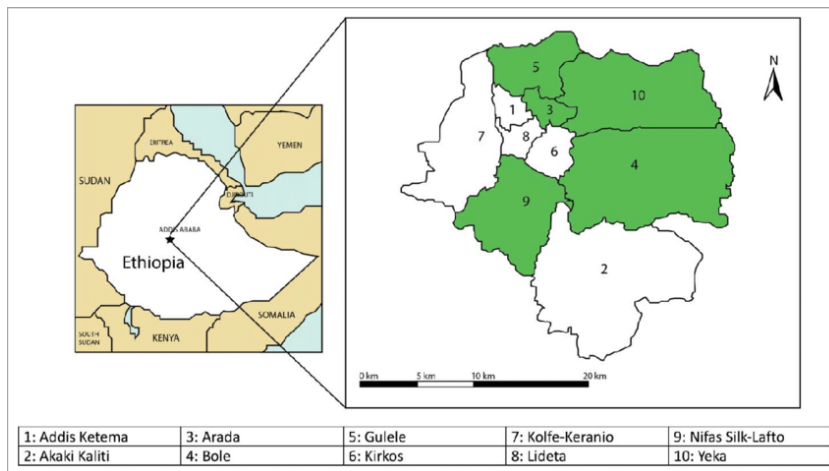 ERITREA
YEMEN
SUDAN
DJIBOUTI
ADDIS ABABA
Ethiopia
SOMALIA
SOUTH
SUDAN
KENYA
N
5
10
1
3
7
8
6
4
9
2
0 km 5 km 10 km 20 km
1: Addis Ketema 3: Arada 5: Gulele 7: Kolfe-Keranio 9: Nifas Silk-Lafto
2: Akaki Kaliti 4: Bole 6: Kirkos 8: Lideta 10: Yeka